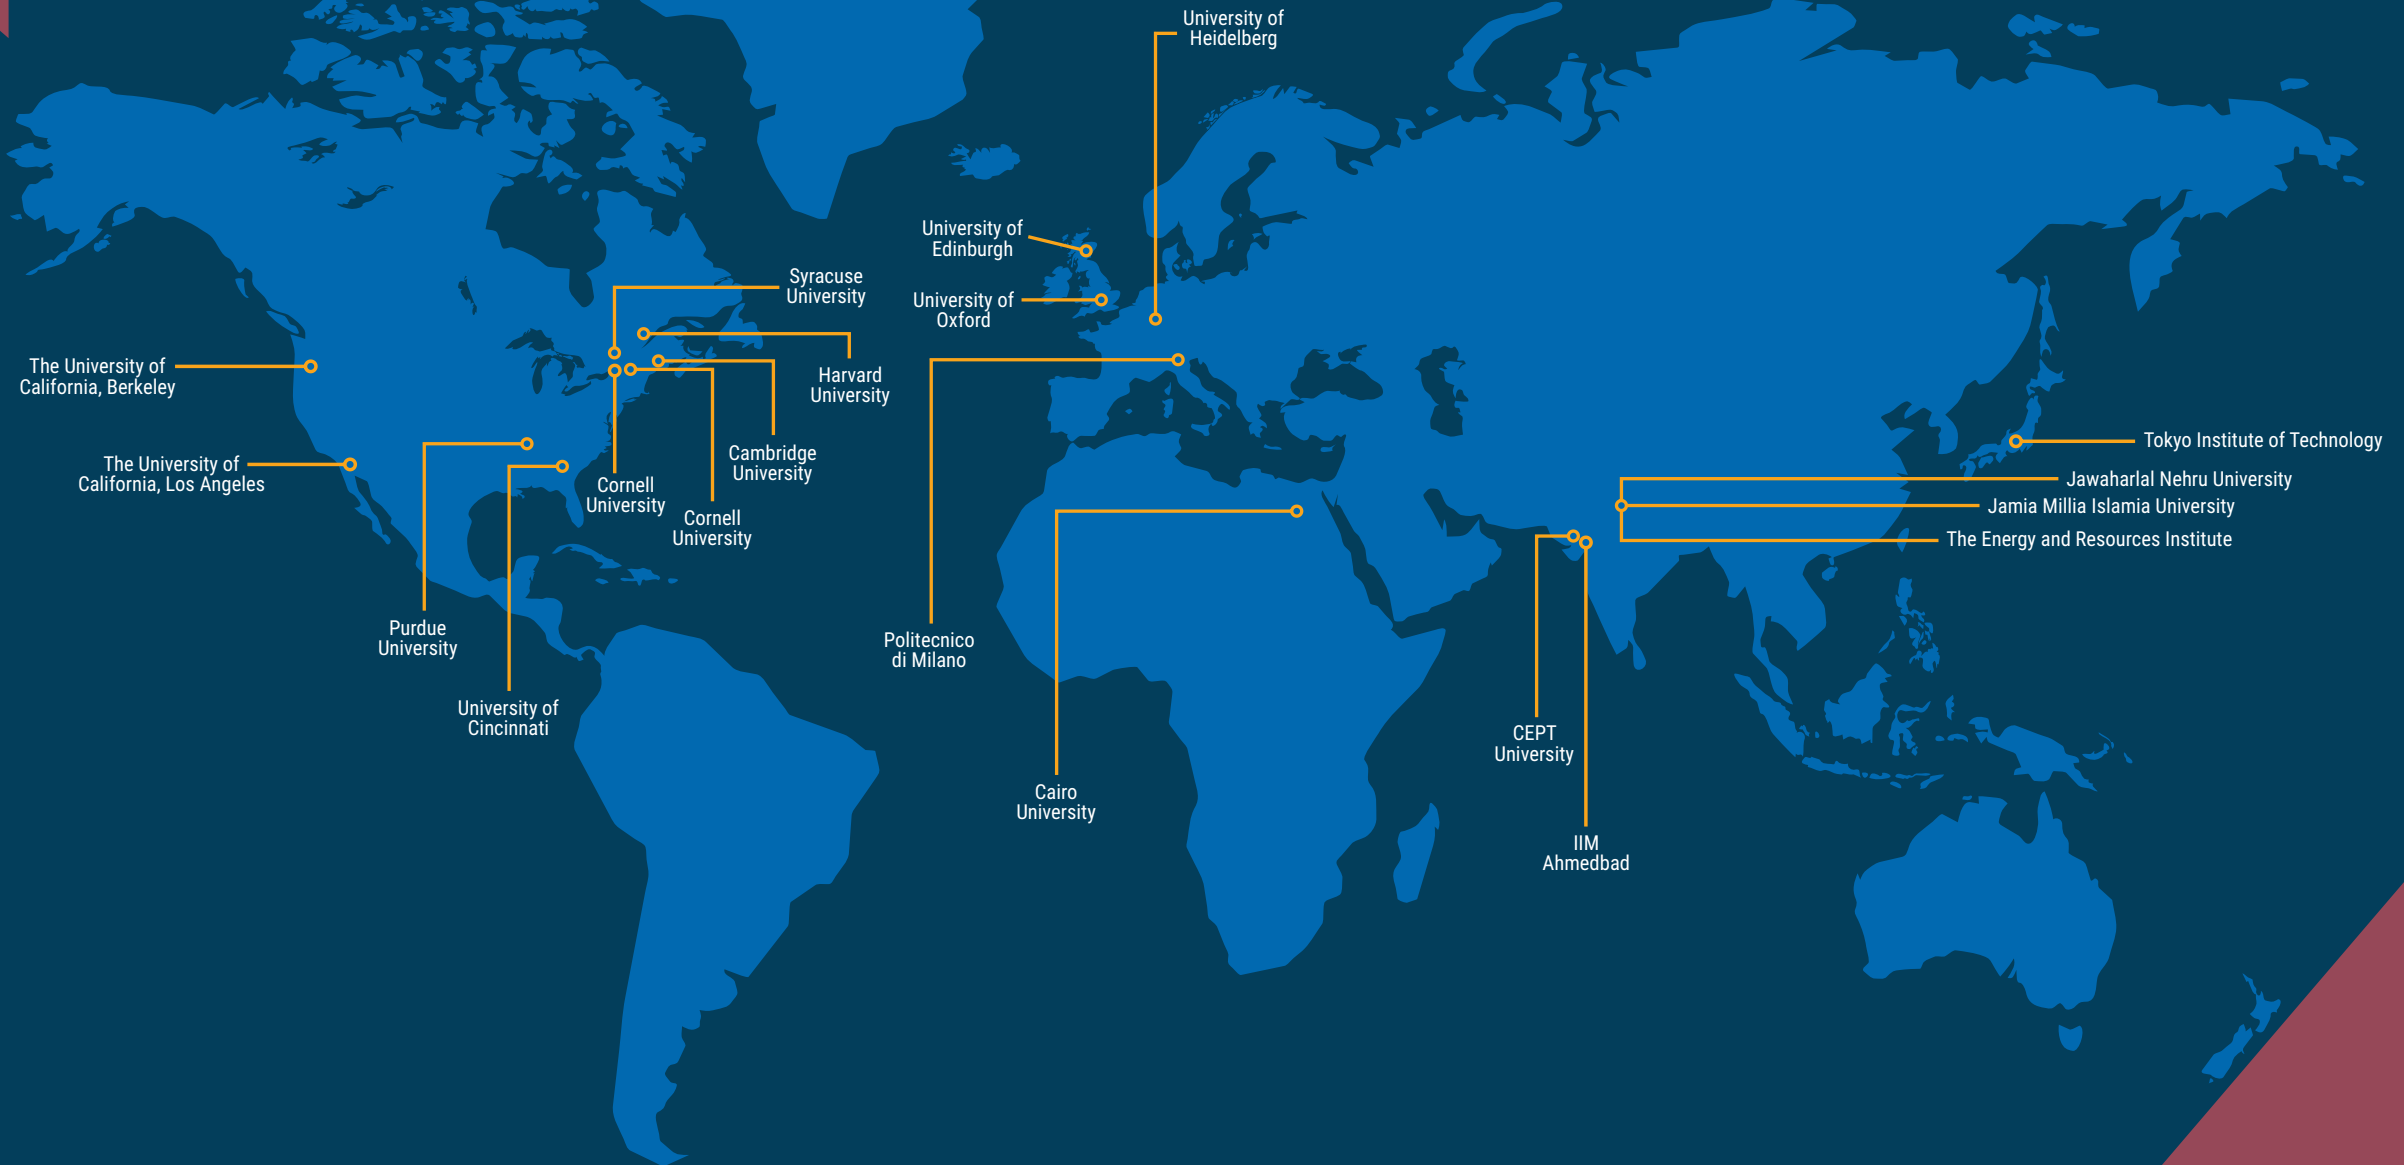 University of
Heidelberg
University of
Edinburgh
Syracuse
University
University of
Oxford
The University of
California, Berkeley
Harvard
University
Cambridge
University
Tokyo Institute of Technology
The University of
California, Los Angeles
Jawaharlal Nehru University
Cornell
University
Jamia Millia Islamia University
Cornell
University
The Energy and Resources Institute
Purdue
University
Politecnico
di Milano
University of
Cincinnati
CEPT
University
Cairo
University
IIM
Ahmedbad